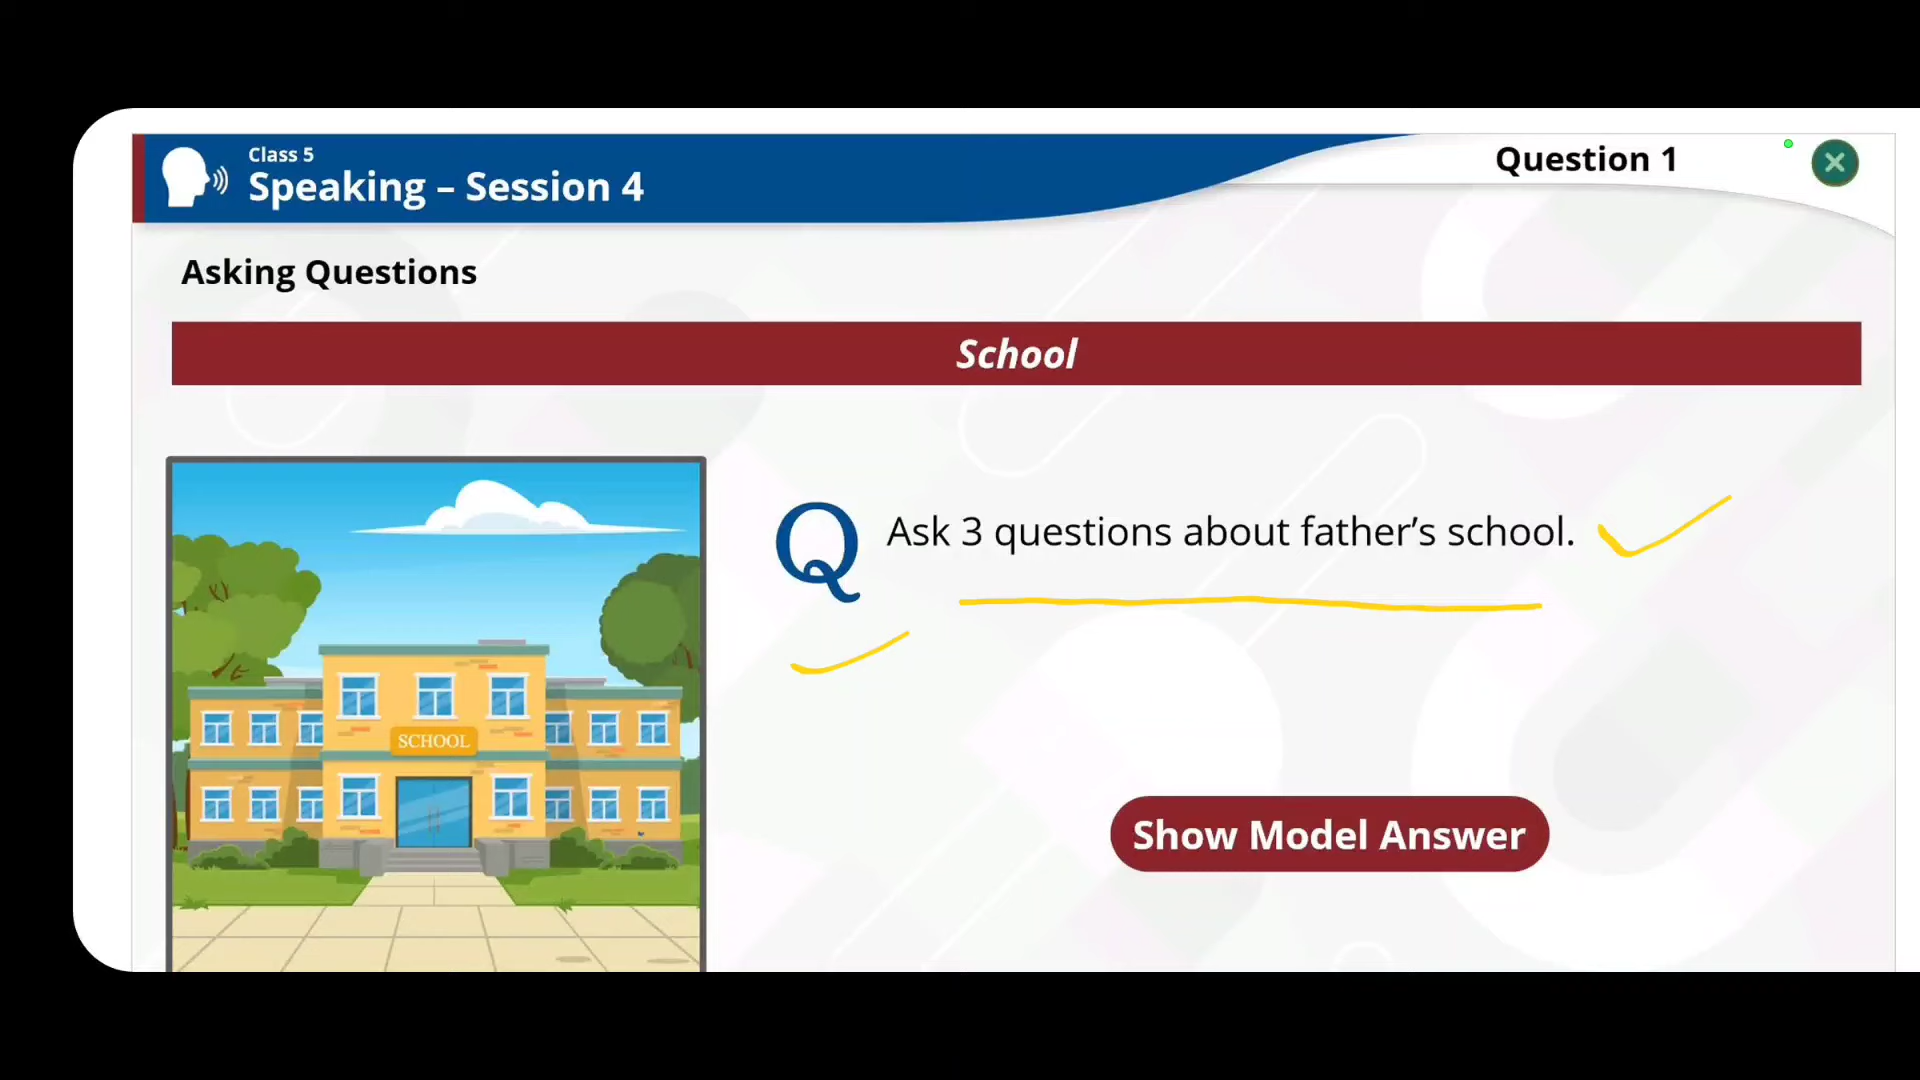 Class 5
Speaking – Session 4
Question 1
Asking Questions
School
Q Ask 3 questions about father’s school.
SCHOOL
Show Model Answer